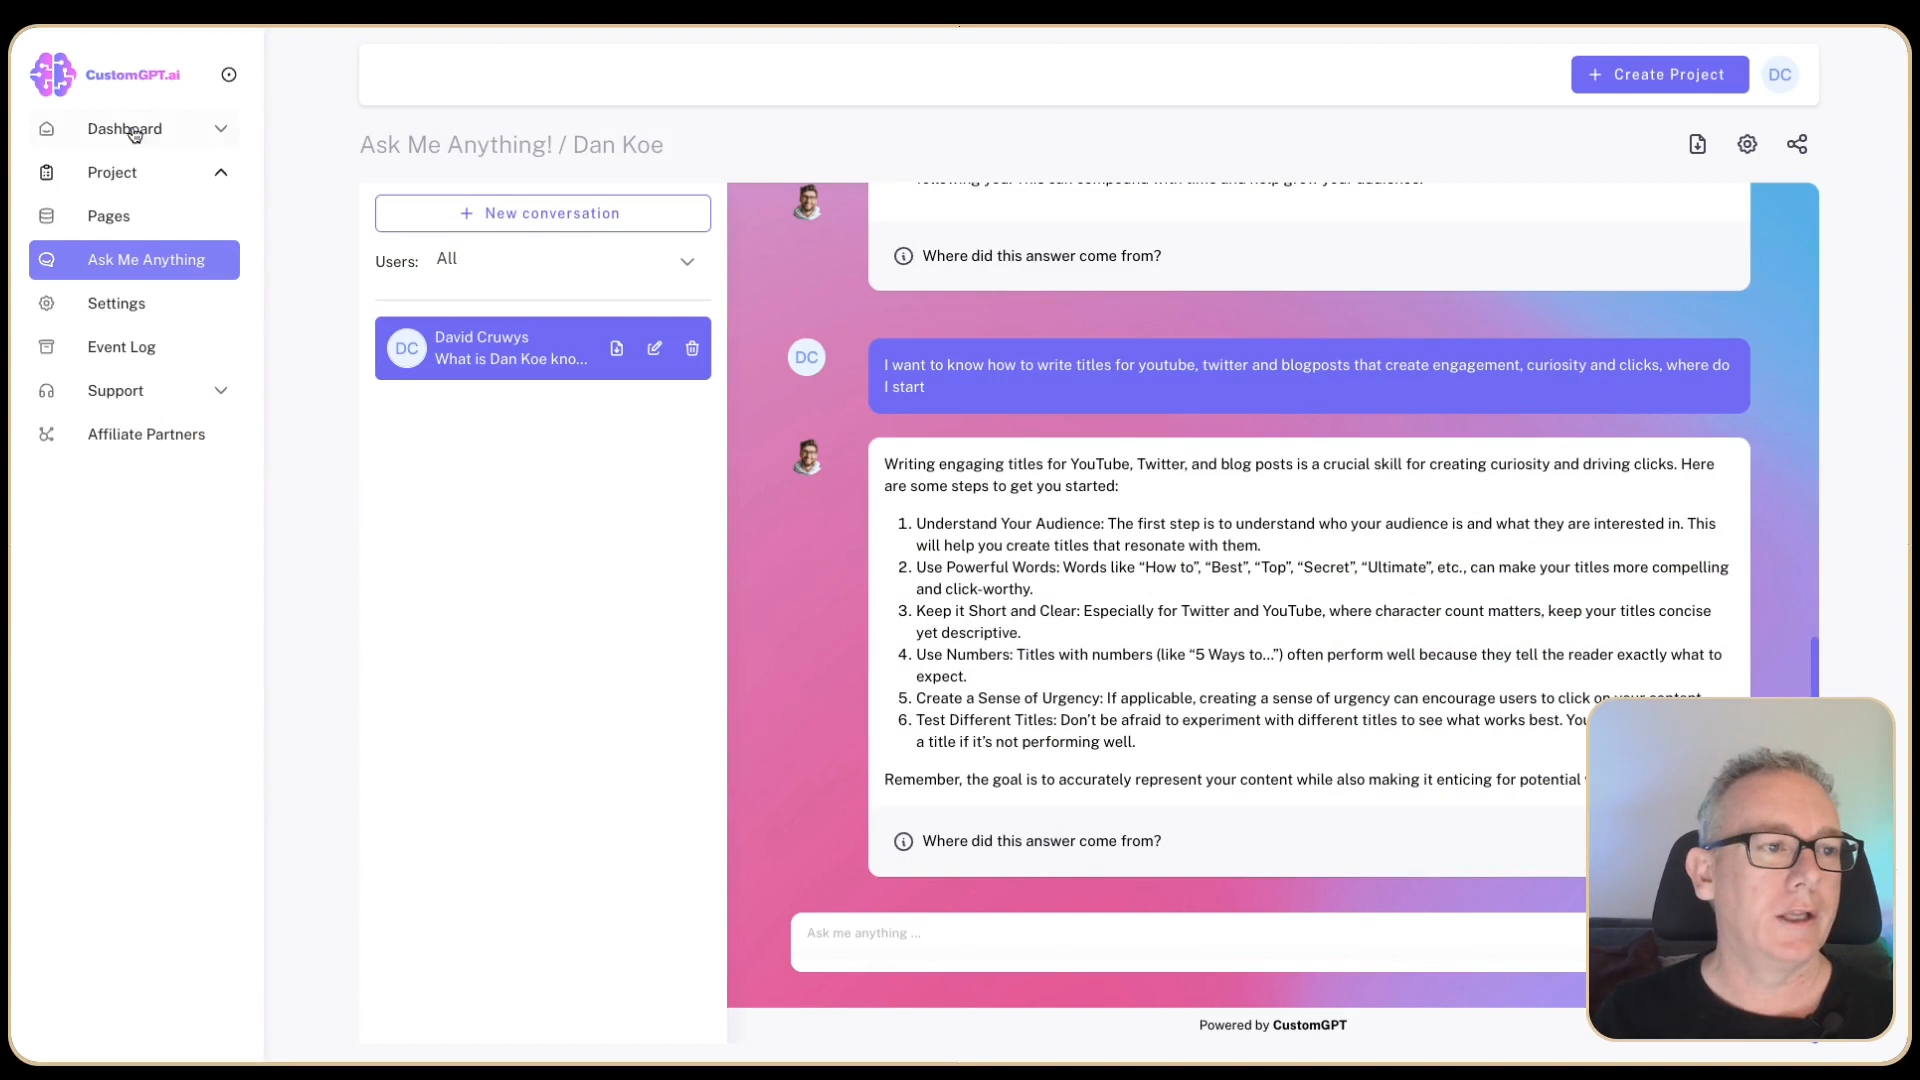 CustomGPT.ai
Dashboard
Project
Pages
Ask Me Anything
Settings
Event Log
Support
Affiliate Partners
+ Create Project
DC
Ask Me Anything! / Dan Koe
+ New conversation
Users: All
DC
David Cruwys
What is Dan Koe kno...
Where did this answer come from?
DC
I want to know how to write titles for youtube, twitter and blogposts that create engagement, curiosity and clicks, where do
I start
Writing engaging titles for YouTube, Twitter, and blog posts is a crucial skill for creating curiosity and driving clicks. Here
are some steps to get you started:
1. Understand Your Audience: The first step is to understand who your audience is and what they are interested in. This
will help you create titles that resonate with them.
2. Use Powerful Words: Words like “How to”, “Best”, “Top”, “Secret”, “Ultimate”, etc., can make your titles more compelling
and click-worthy.
3. Keep it Short and Clear: Especially for Twitter and YouTube, where character count matters, keep your titles concise
yet descriptive.
4. Use Numbers: Titles with numbers (like “5 Ways to…”) often perform well because they tell the reader exactly what to
expect.
5. Create a Sense of Urgency: If applicable, creating a sense of urgency can encourage users to click on your content.
6. Test Different Titles: Don’t be afraid to experiment with different titles to see what works best.
a title if it’s not performing well.
Remember, the goal is to accurately represent your content while also making it enticing for potential
Where did this answer come from?
Ask me anything ...
Powered by CustomGPT